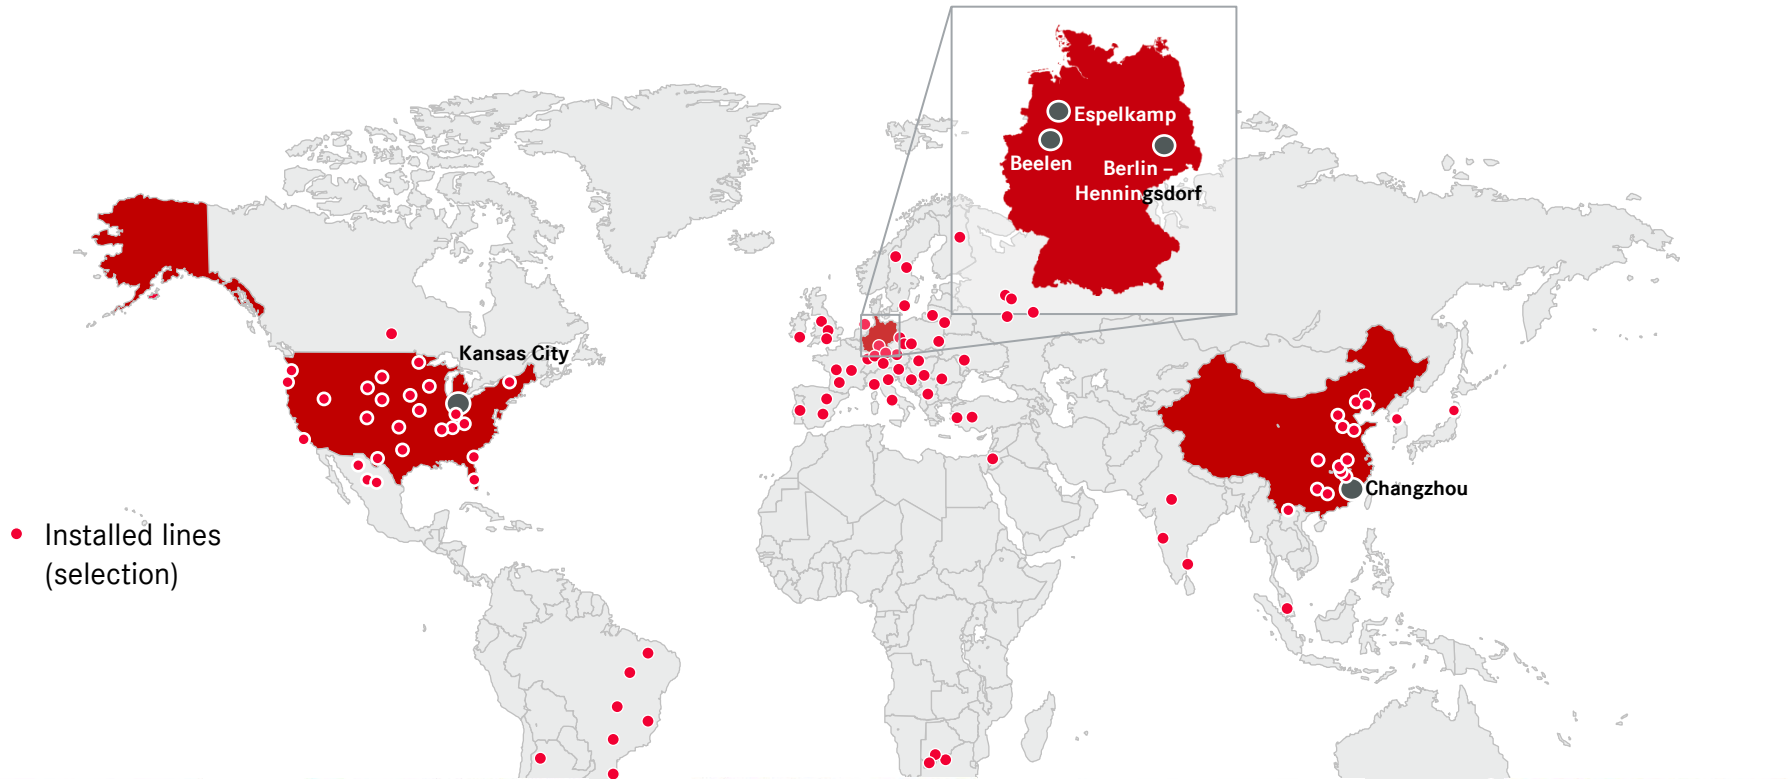 Espelkamp
Beelen
Berlin –
Henningsdorf
Kansas City
Changzhou
Installed lines
(selection)